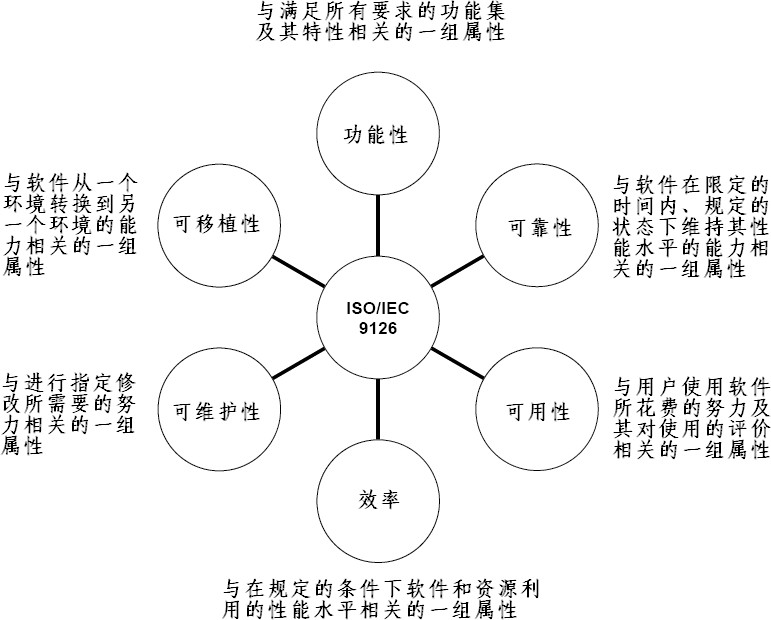 与满足所有要求的功能集
及其特性相关的一组属性
功能性
与软件从一个
环境转换到另
一个环境的能
力相关的一组
属性
可移植性
可靠性
与软件在限定的
时间内、规定的
状态下维持其性
能水平的能力相
关的一组属性
ISO/IEC
9126
与进行指定修
改所需要的努
力相关的一组
属性
可维护性
可用性
与用户使用软件
所花费的努力及
其对使用的评价
相关的一组属性
效率
与在规定的条件下软件和资源利
用的性能水平相关的一组属性